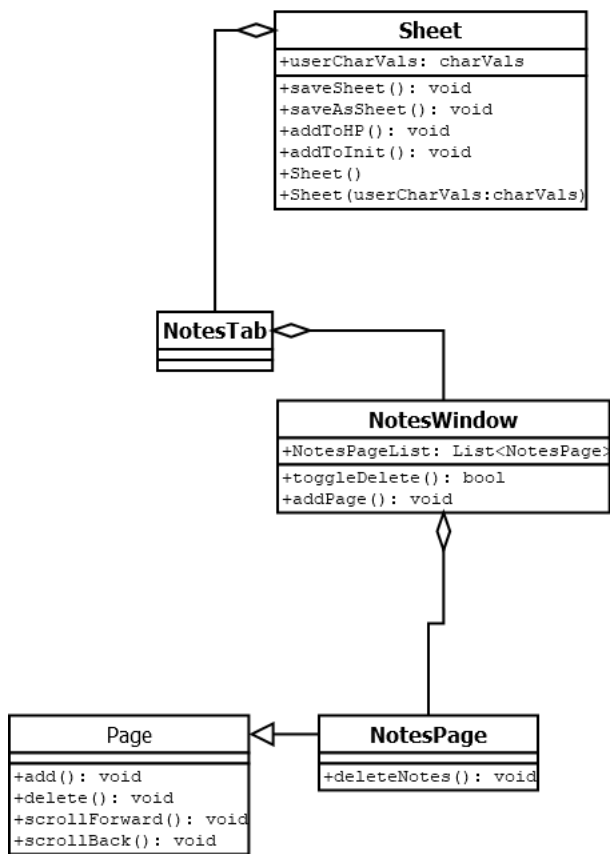 Sheet
+userCharVals: charVals
+saveSheet(): void
+saveAsSheet(): void
+addToHP(): void
+addToInit(): void
+Sheet()
+Sheet(userCharVals:charVals)
NotesTab
NotesWindow
+NotesPageList: List<NotesPage>
+toggleDelete(): bool
+addPage(): void
Page
+add(): void
+delete(): void
+scrollForward(): void
+scrollBack(): void
NotesPage
+deleteNotes(): void